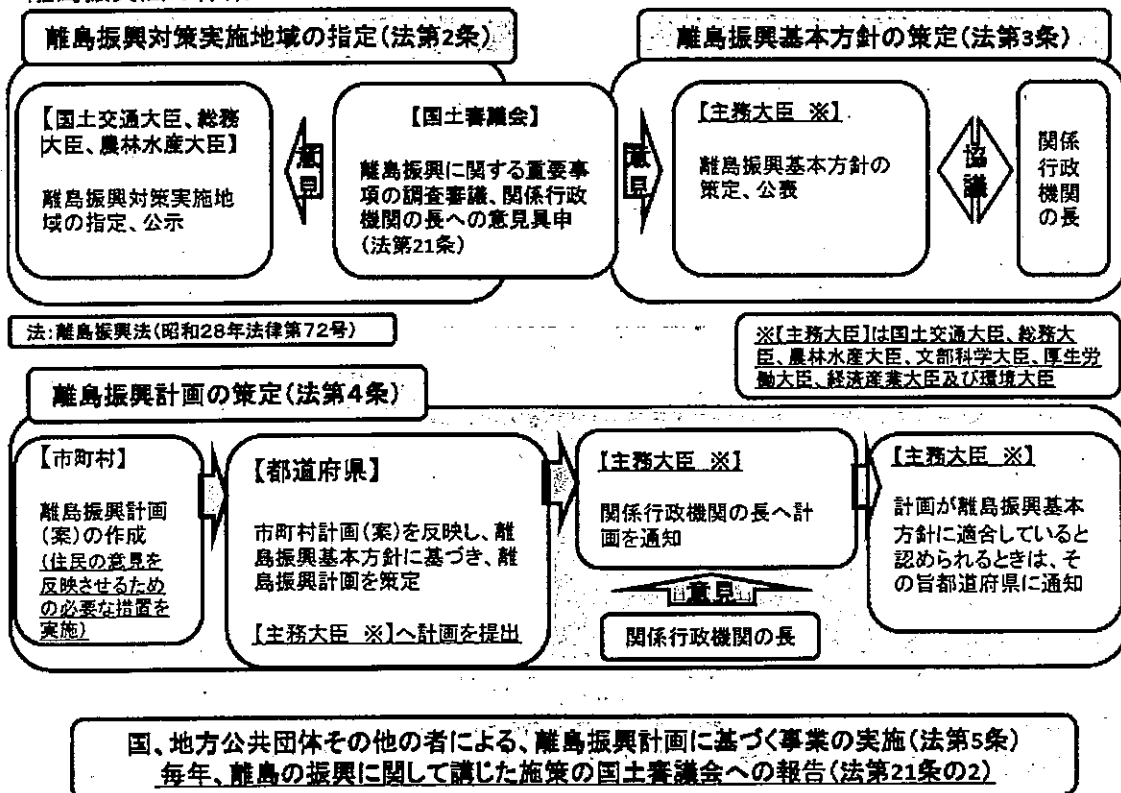 離島振興対策実施地域の指定(法第2条)
【国土交通大臣、総務
大臣、農林水産大臣】
離島振興対策実施地
域の指定、公示
意見
【国土審議会】
離島振興に関する重要事
項の調査審議、関係行政
機関の長への意見具申
(法第21条)
意見
離島振興基本方針の策定(法第3条)
【主務大臣 ※】
離島振興基本方針の
策定、公表
協議
関係
行政
機関
の長
法:離島振興法(昭和28年法律第72号)
※【主務大臣】は国土交通大臣、総務大
臣、農林水産大臣、文部科学大臣、厚生労
働大臣、経済産業大臣及び環境大臣
離島振興計画の策定(法第4条)
【市町村】
離島振興計画
(案)の作成
(住民の意見を
反映させるため
の必要な措置を
実施)
【都道府県】
市町村計画(案)を反映し、離
島振興基本方針に基づき、離
島振興計画を策定
【主務大臣 ※】へ計画を提出
【主務大臣 ※】
関係行政機関の長へ計
画を通知
意見
関係行政機関の長
【主務大臣 ※】
計画が離島振興基本
方針に適合していると
認められるときは、そ
の旨都道府県に通知
国、地方公共団体その他の者による、離島振興計画に基づく事業の実施(法第5条)
毎年、離島の振興に関して講じた施策の国土審議会への報告(法第21条の2)